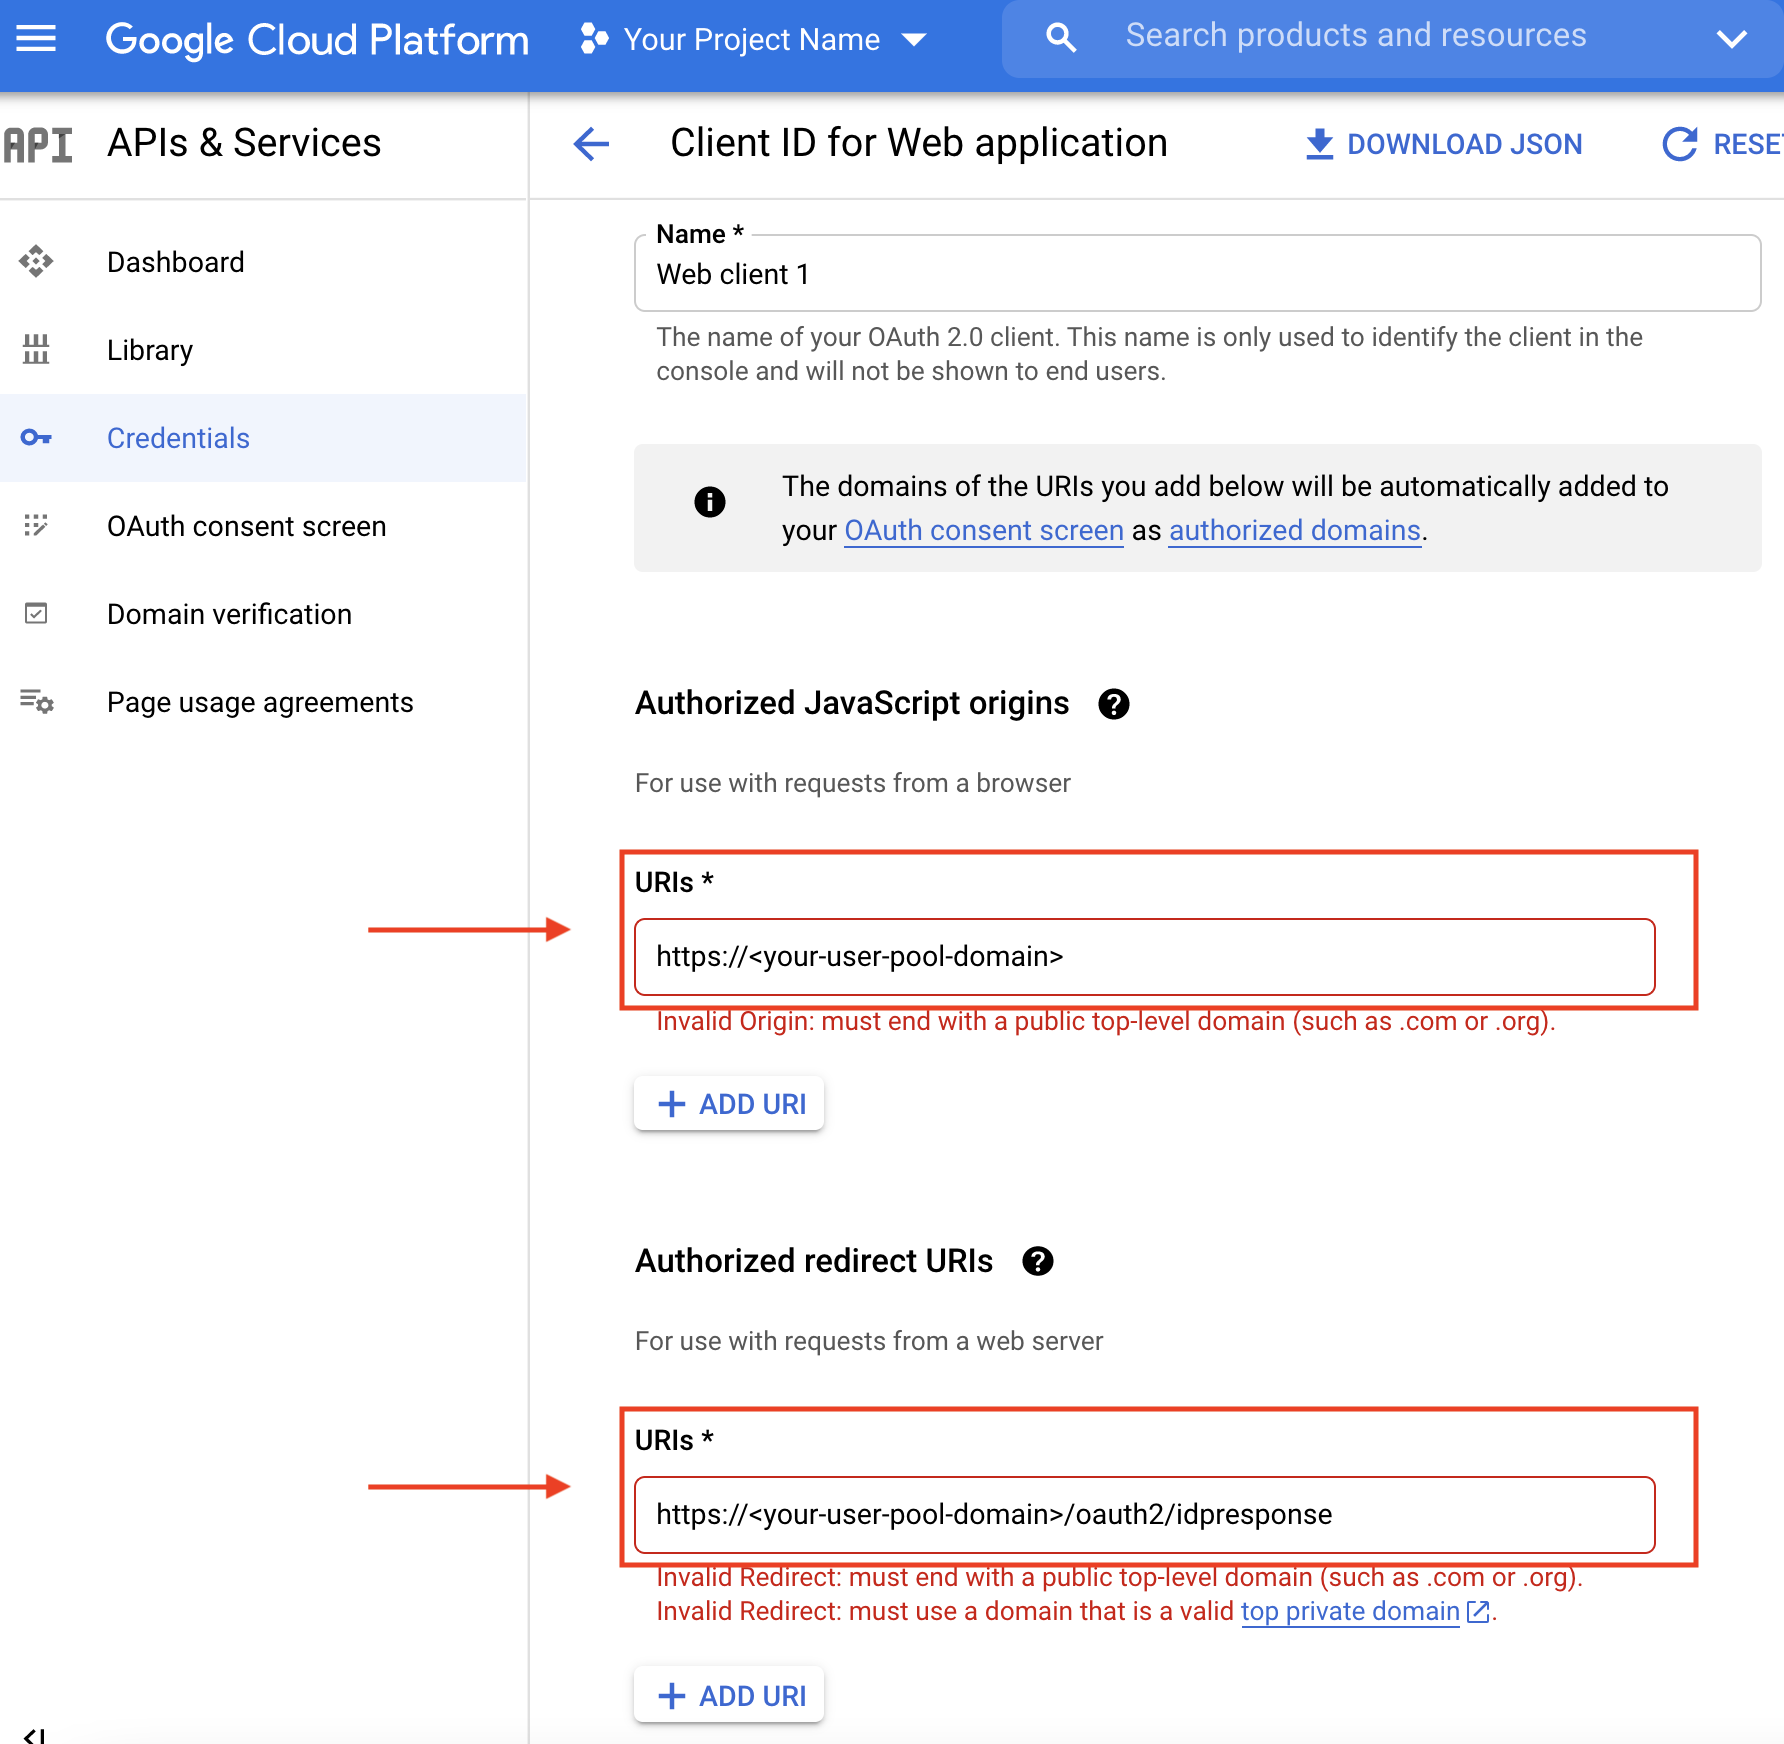 Google Cloud Platform
Your Project Name
Search products and resources
API
APIs & Services
Client ID for Web application
DOWNLOAD JSON
RESE
Dashboard
Library
Credentials
OAuth consent screen
Domain verification
Page usage agreements
Name *
Web client 1
The name of your OAuth 2.0 client. This name is only used to identify the client in the
console and will not be shown to end users.
The domains of the URIs you add below will be automatically added to
your OAuth consent screen as authorized domains.
Authorized JavaScript origins
For use with requests from a browser
URIs *
https://<your-user-pool-domain>
Invalid Origin: must end with a public top-level domain (such as .com or .org).
ADD URI
Authorized redirect URIs
For use with requests from a web server
URIs *
https://<your-user-pool-domain>/oauth2/idpresponse
Invalid Redirect: must end with a public top-level domain (such as .com or .org).
Invalid Redirect: must use a domain that is a valid top private domain.
ADD URI